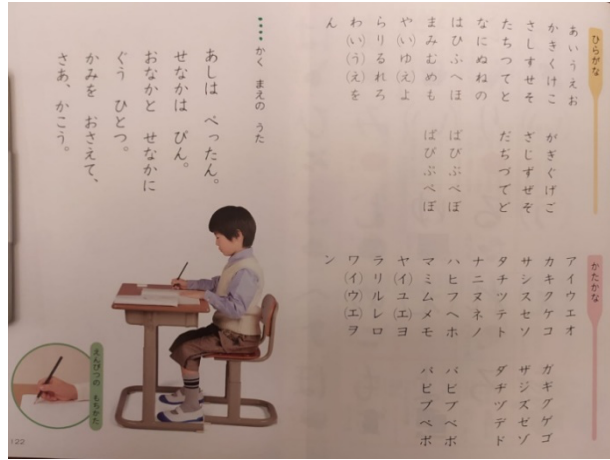 ひらがな
あいうえお
かきくけこ
さしすせそ
たちつてと
なにぬねの
はひふへほ
まみむめも
や(い)ゆ(え)よ
らりるれろ
わ(い)(う)(え)を
ん
がぎぐげご
ざじずぜぞ
だぢづでど
ばびぶべぼ
ぱぴぷぺぽ
かたかな
アイウエオ
カキクケコ
サシスセソ
タチツテト
ナニヌネノ
ハヒフヘホ
マミムメモ
ヤ(イ)ユ(エ)ヨ
ラリルレロ
ワ(イ)(ウ)(エ)ヲ
ン
ガギグゲゴ
ザジズゼゾ
ダヂヅデド
バビブベボ
パピプペポ
かく まえの うた
あしは ぺったん。
せなかは ぴん。
おなかと せなかに
ぐう ひとつ。
かみを おさえて、
さあ、かこう。
えんぴつの もちかた
122